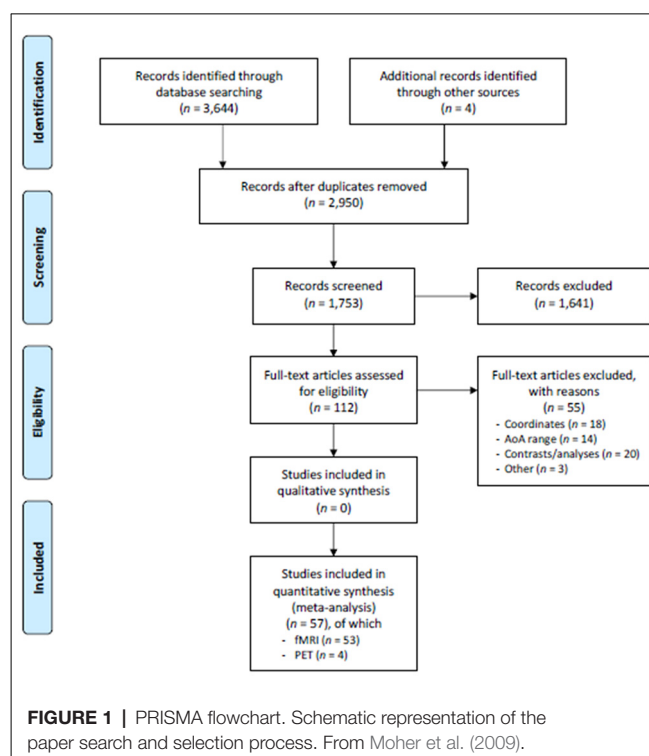 Identification
Records identified through
database searching
(n = 3,644)
Additional records identified
through other sources
(n = 4)
Records after duplicates removed
(n = 2,950)
Screening
Records screened
(n = 1,753)
Records excluded
(n = 1,641)
Eligibility
Full-text articles assessed
for eligibility
(n = 112)
Full-text articles excluded,
with reasons
(n = 55)
- Coordinates (n = 18)
- AoA range (n = 14)
- Contrasts/analyses (n = 20)
- Other (n = 3)
Studies included in
qualitative synthesis
(n = 0)
Included
Studies included in
quantitative synthesis
(meta-analysis)
(n = 57), of which
- fMRI (n = 53)
- PET (n = 4)
FIGURE 1 | PRISMA flowchart. Schematic representation of the
paper search and selection process. From Moher et al. (2009).